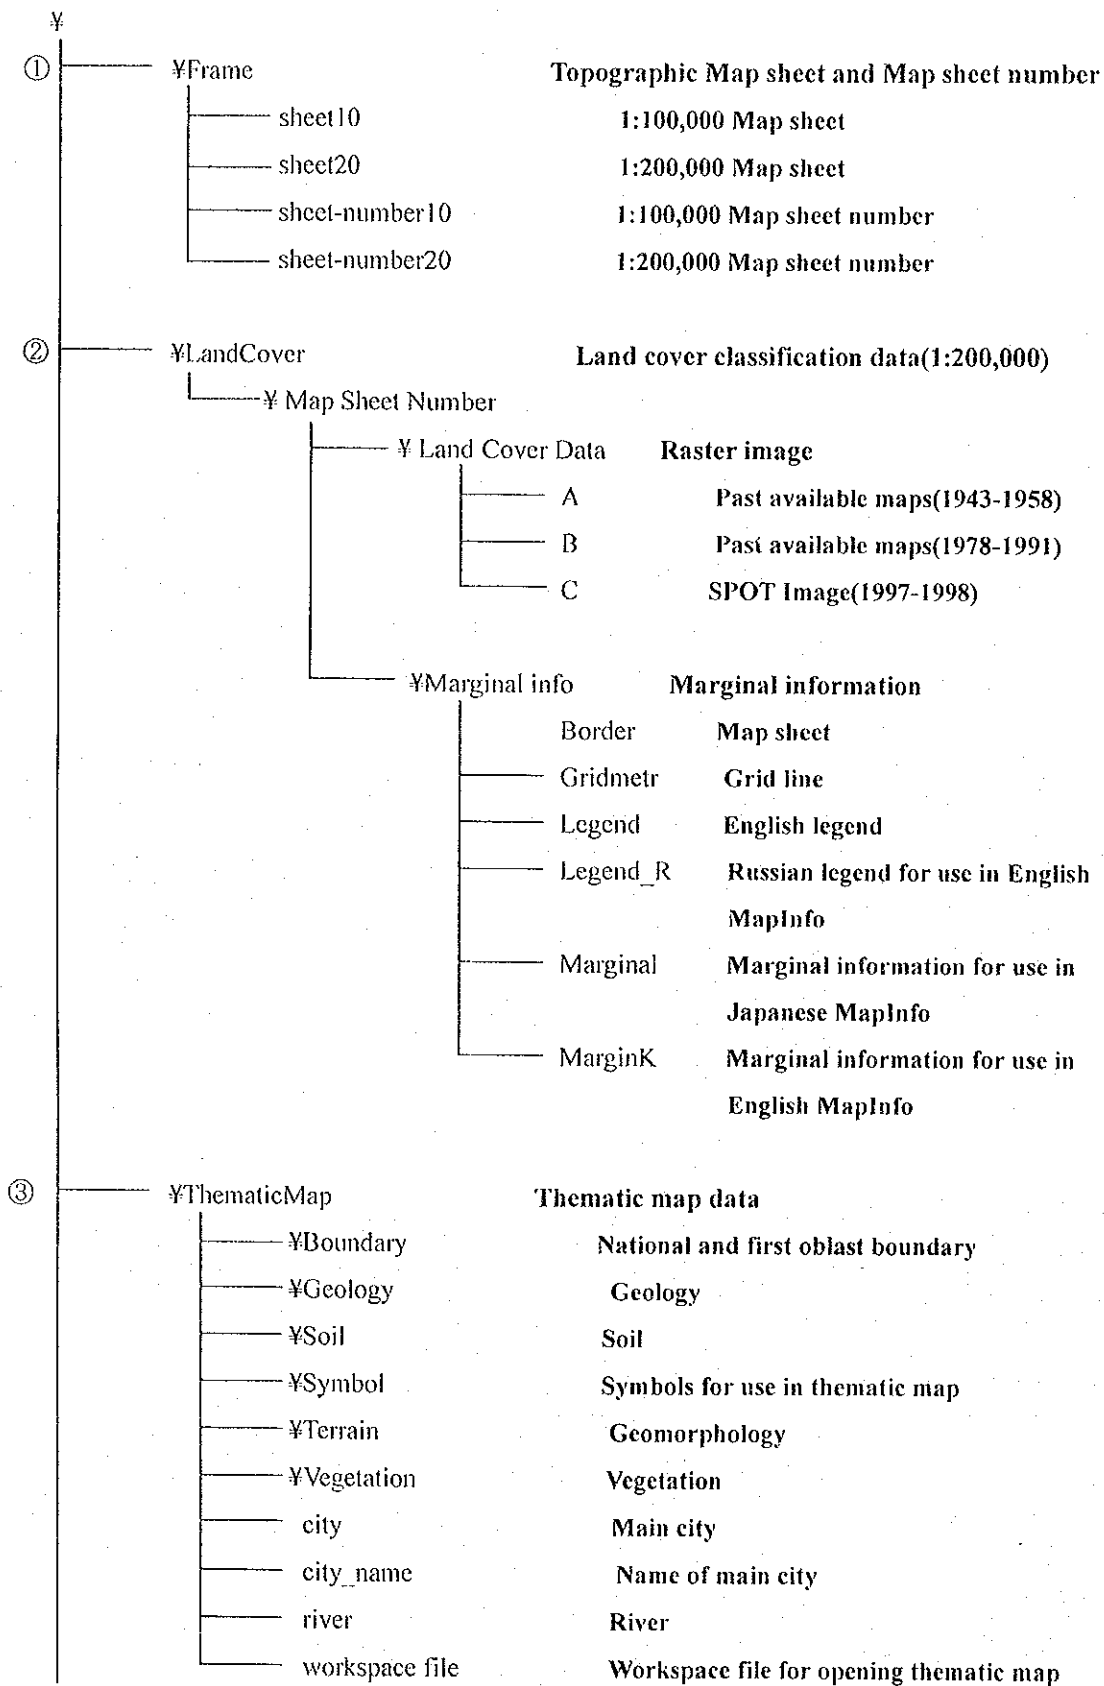 ¥
① ¥Frame Topographic Map sheet and Map sheet number
sheet10 1:100,000 Map sheet
sheet20 1:200,000 Map sheet
sheet-number10 1:100,000 Map sheet number
sheet-number20 1:200,000 Map sheet number
② ¥LandCover Land cover classification data(1:200,000)
¥ Map Sheet Number
¥ Land Cover Data Raster image
A Past available maps(1943-1958)
B Past available maps(1978-1991)
C SPOT Image(1997-1998)
¥Marginal info Marginal information
Border Map sheet
Gridmetr Grid line
Legend English legend
Legend_R Russian legend for use in English
MapInfo
Marginal Marginal information for use in
Japanese MapInfo
MarginK Marginal information for use in
English MapInfo
③ ¥ThematicMap Thematic map data
¥Boundary National and first oblast boundary
¥Geology Geology
¥Soil Soil
¥Symbol Symbols for use in thematic map
¥Terrain Geomorphology
¥Vegetation Vegetation
city Main city
city_name Name of main city
river River
workspace file Workspace file for opening thematic map